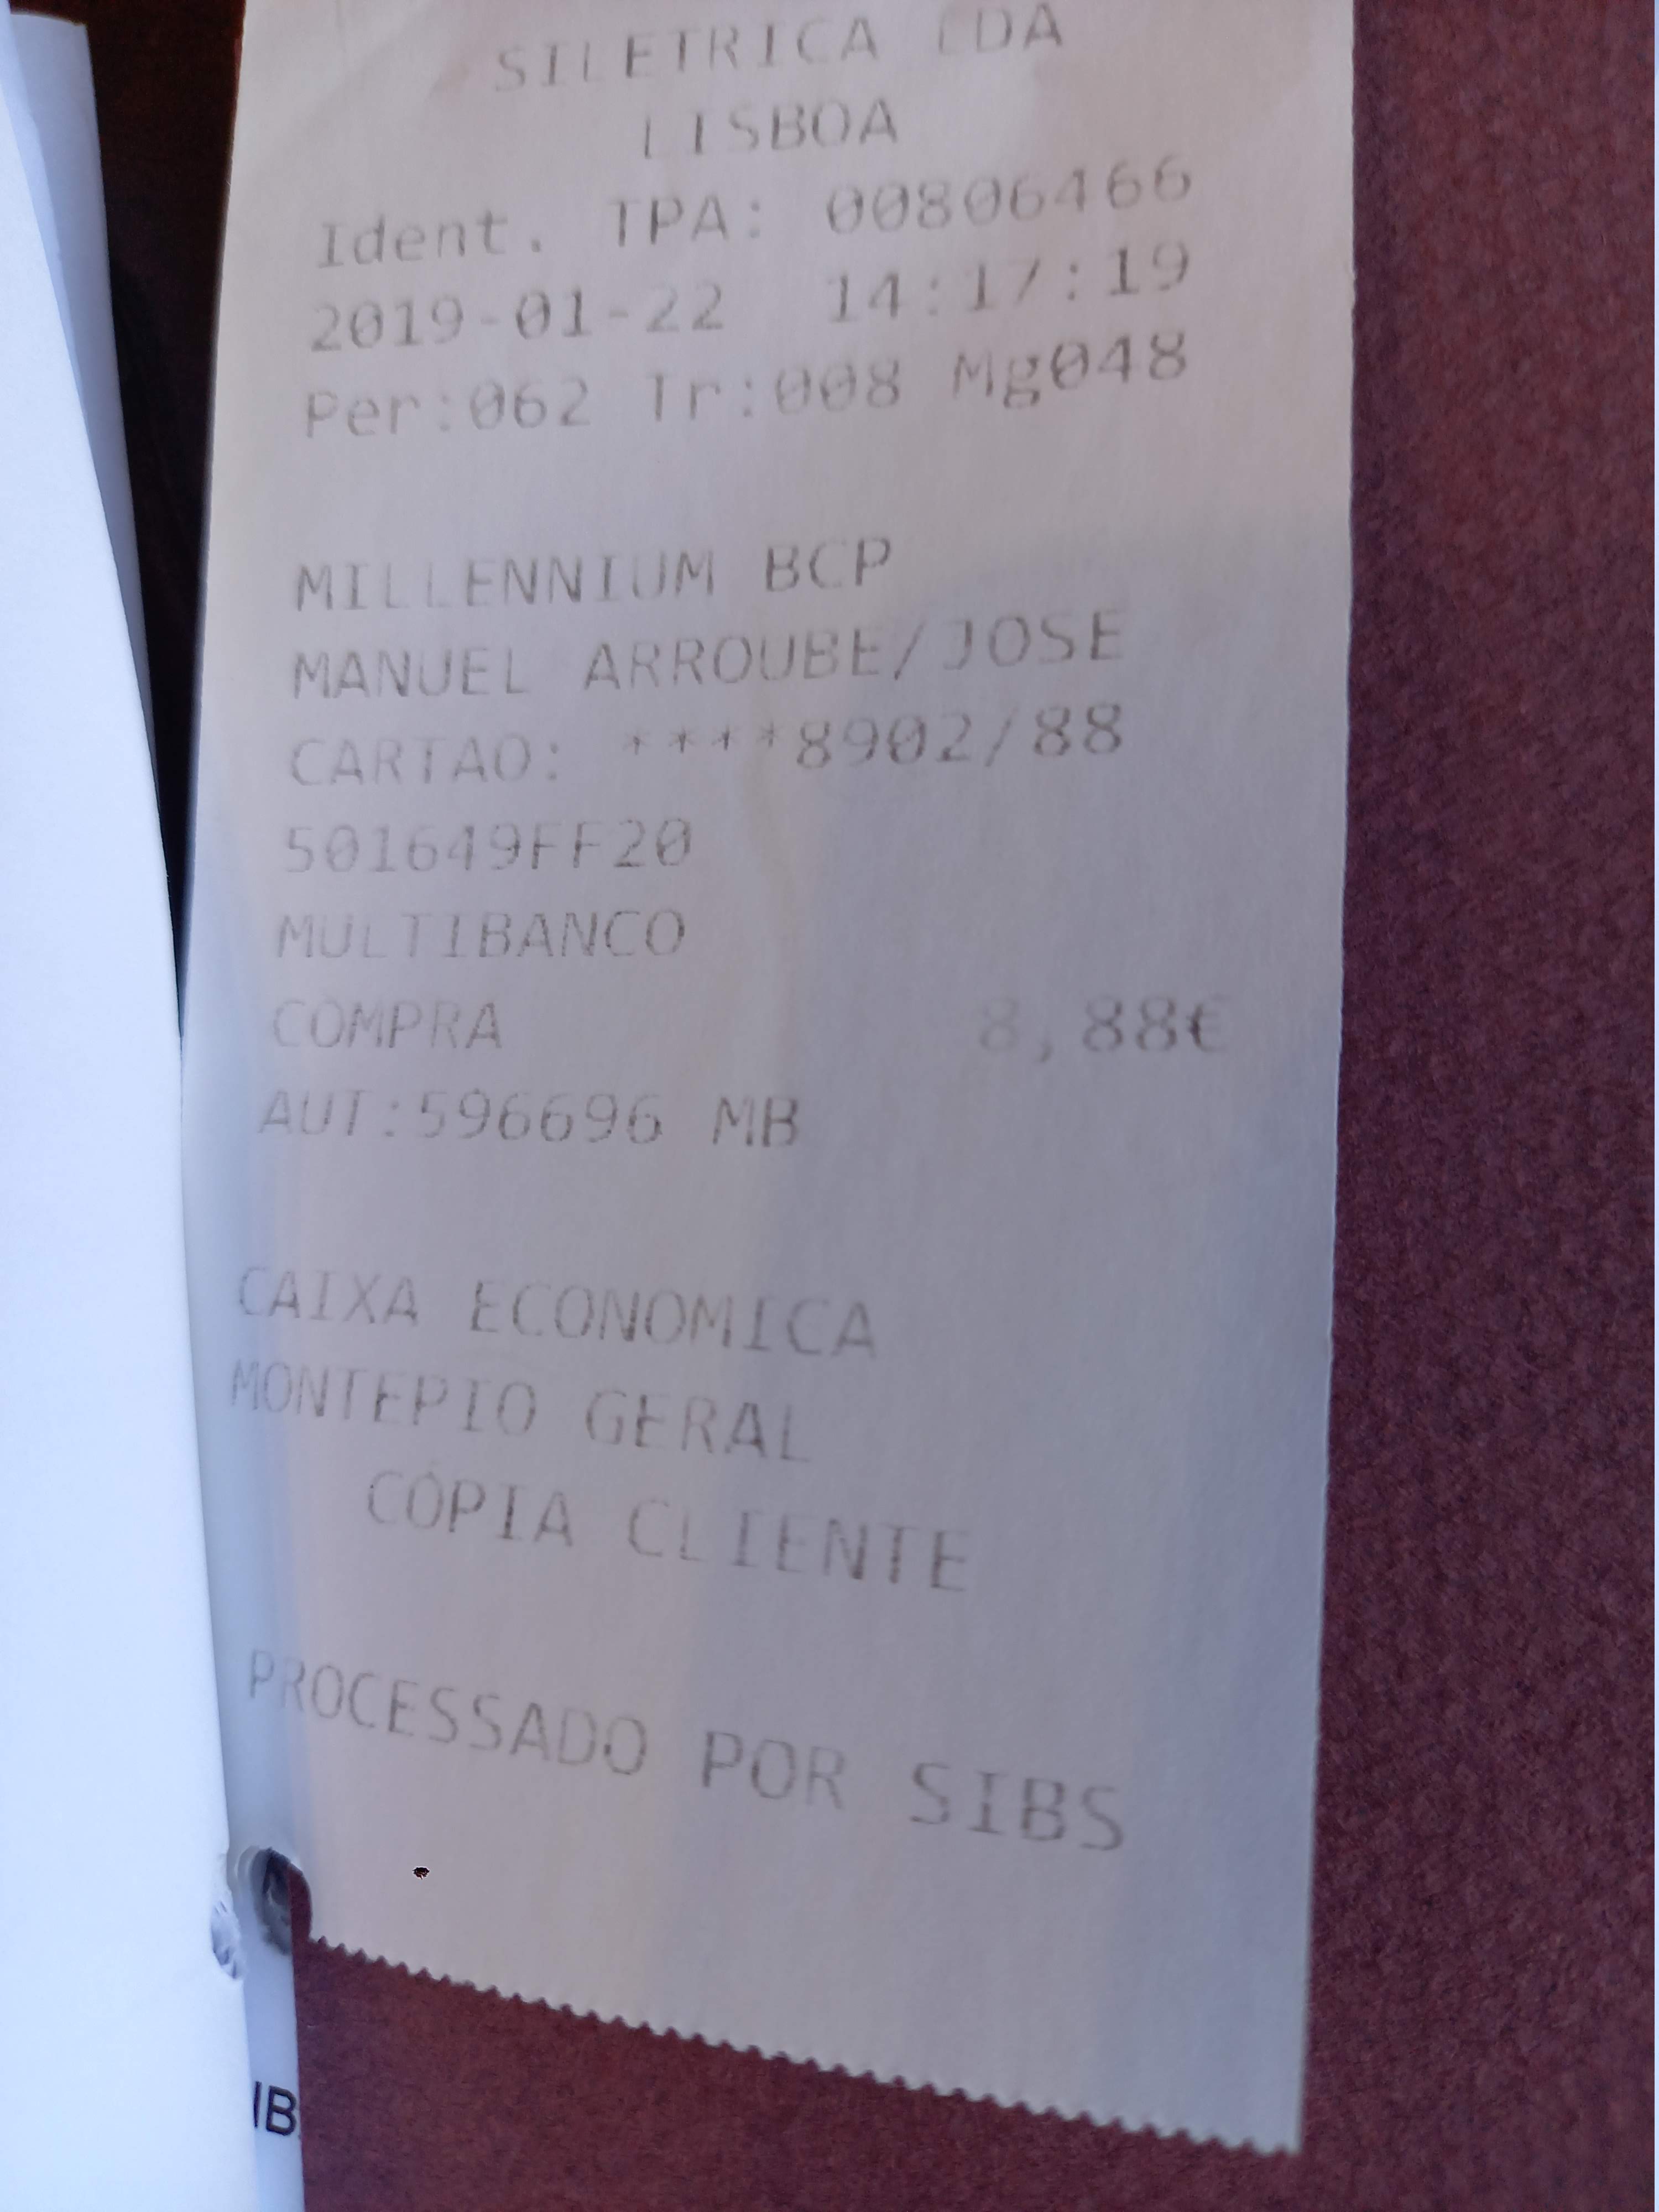 SILETRICA LDA
LISBOA
Ident. TPA: 00806466
2019-01-22 14:17:19
Per:062 Tr:008 Mg048
MILLENNIUM BCP
MANUEL ARROUBE/JOSE
CARTAO: ****8902/88
501649FF20
MULTIBANCO
COMPRA 8,88€
AUT:596696 MB
CAIXA ECONOMICA
MONTEPIO GERAL
CÓPIA CLIENTE
PROCESSADO POR SIBS
IB